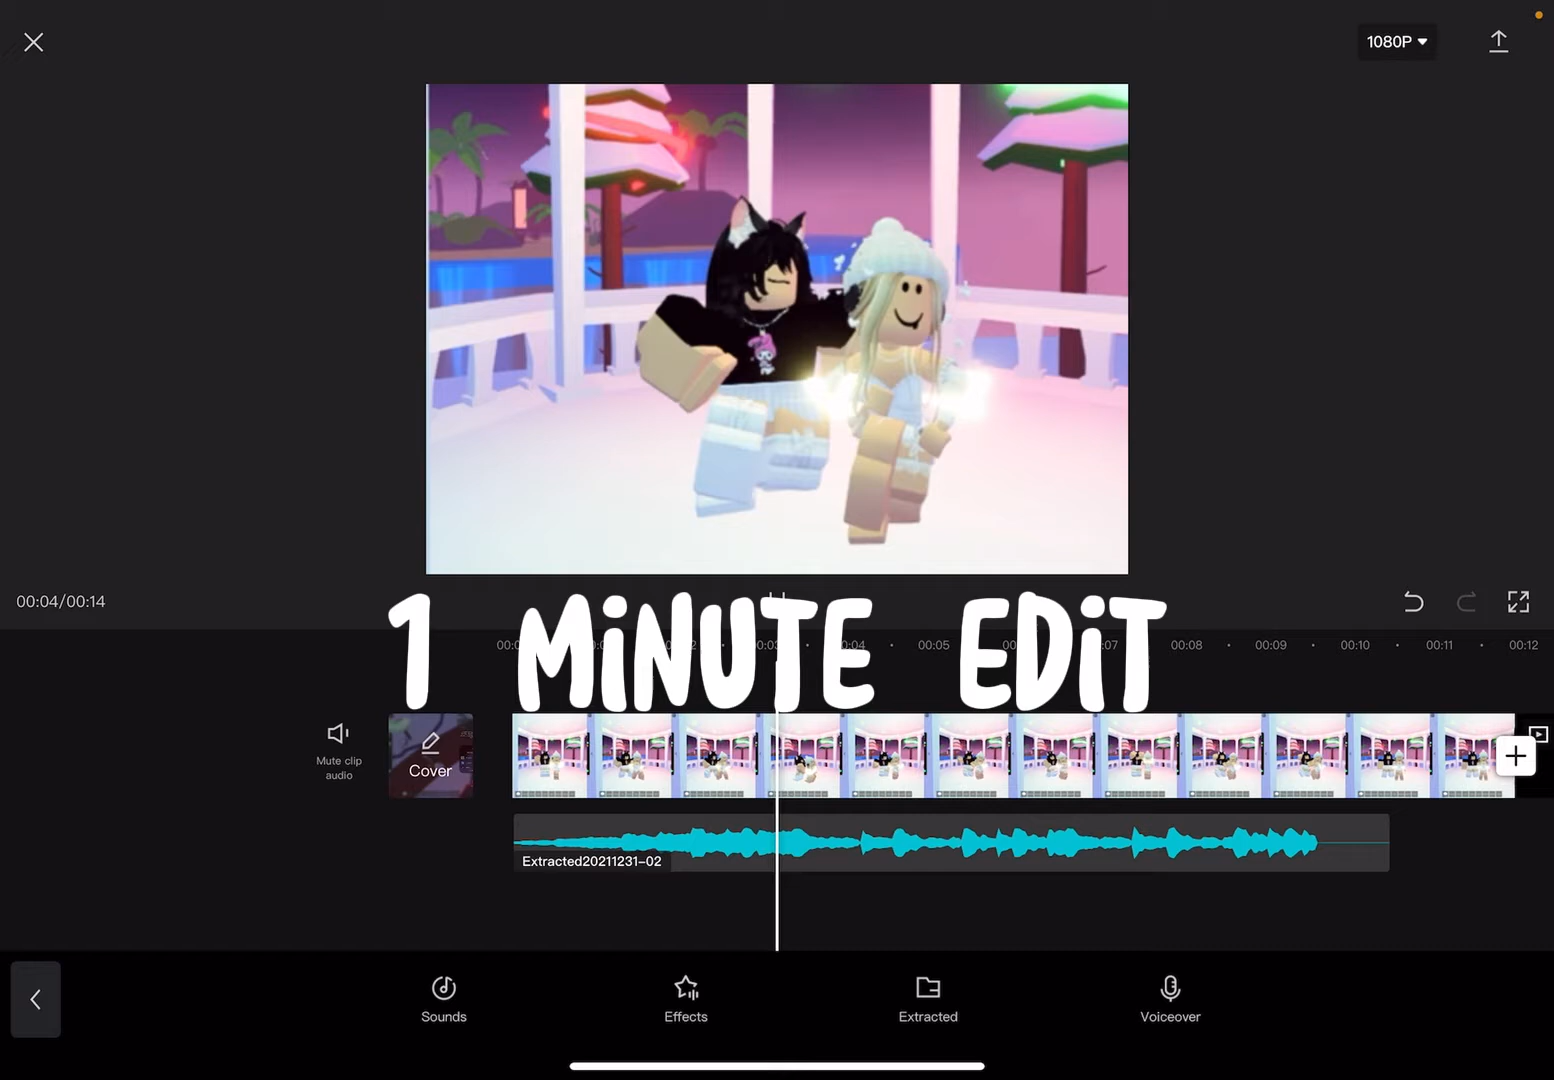 1080P
00:04/00:14
1 MiNUTE EDiT
00:05
00:08
00:09
00:10
00:11
00:12
Mute clip
audio
Cover
Extracted20211231-02
Sounds
Effects
Extracted
Voiceover